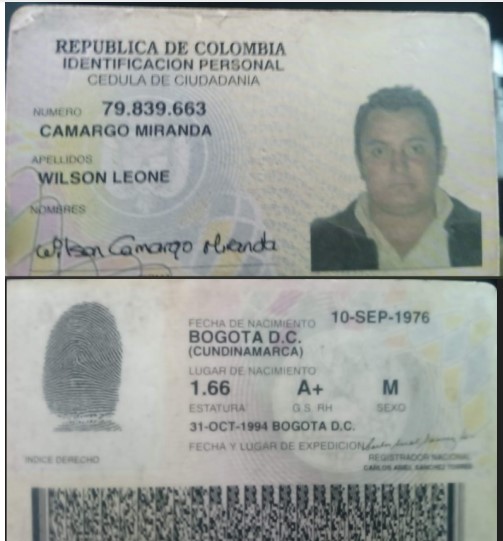 REPUBLICA DE COLOMBIA
IDENTIFICACION PERSONAL
CEDULA DE CIUDADANIA
NUMERO 79.839.663
CAMARGO MIRANDA
APELLIDOS
WILSON LEONE
NOMBRES
Wilson Camargo Miranda
FECHA DE NACIMIENTO 10-SEP-1976
BOGOTA D.C.
(CUNDINAMARCA)
LUGAR DE NACIMIENTO
1.66 A+ M
ESTATURA G.S. RH SEXO
31-OCT-1994 BOGOTA D.C.
FECHA Y LUGAR DE EXPEDICION
INDICE DERECHO
REGISTRADOR NACIONAL
CARLOS ARIEL SANCHEZ TORRES